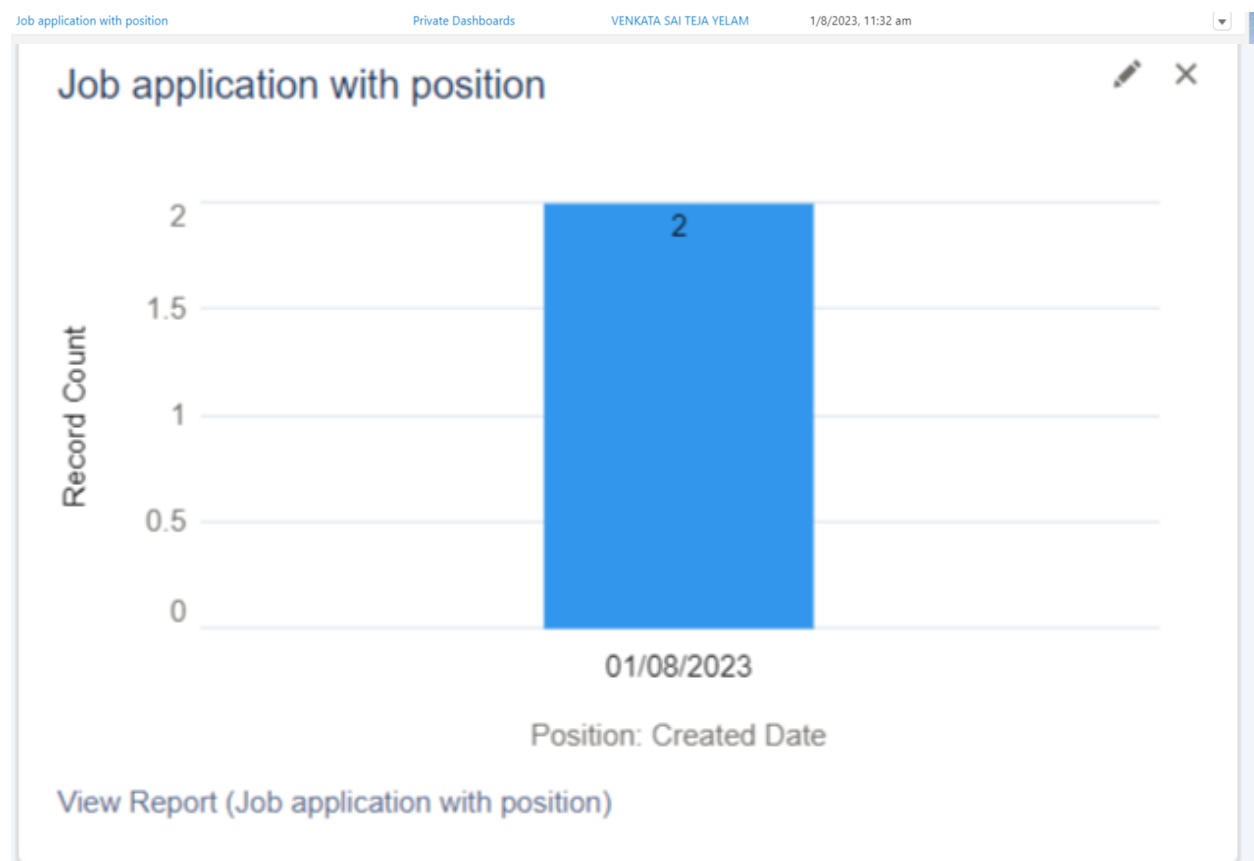 Job application with position Private Dashboards VENKATA SAI TEJA YELAM 1/8/2023, 11:32 am
Job application with position
2
2
1.5
1
0.5
0
Record Count
01/08/2023
Position: Created Date
View Report (Job application with position)